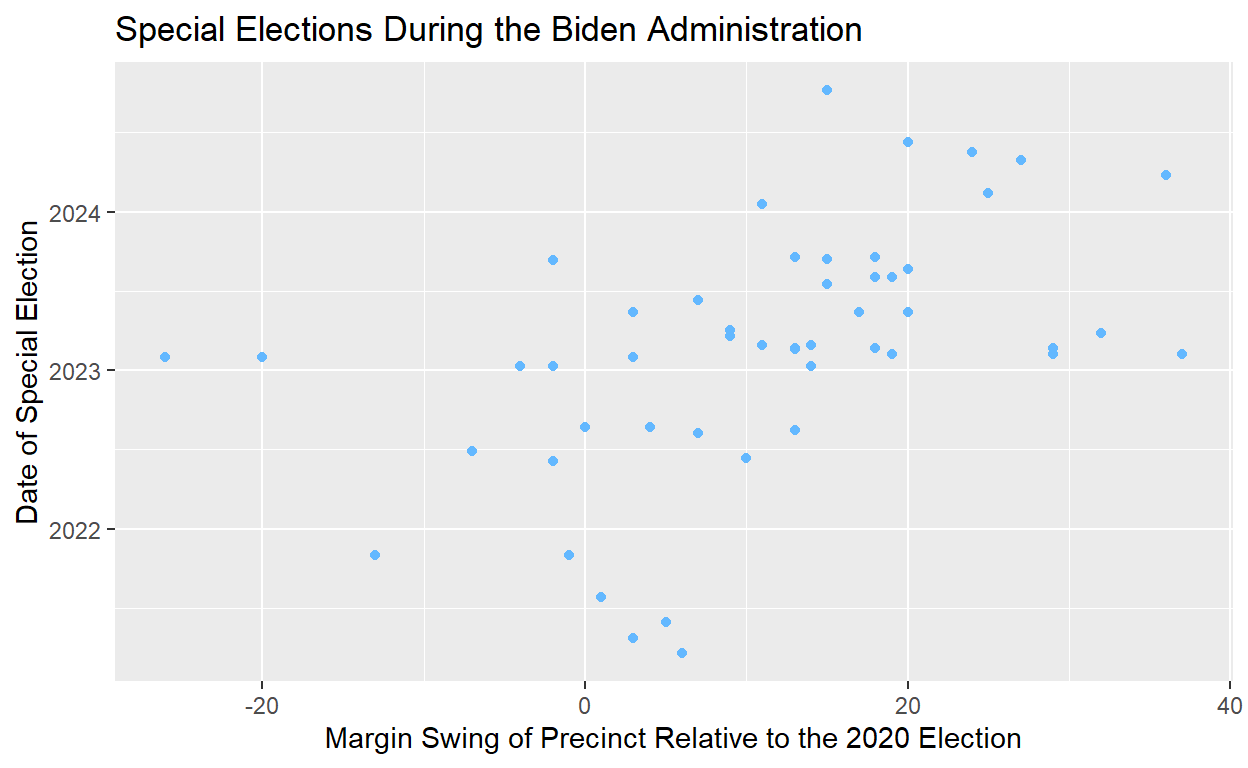 Special Elections During the Biden Administration
Date of Special Election
2024
2023
2022
-20
0
20
40
Margin Swing of Precinct Relative to the 2020 Election